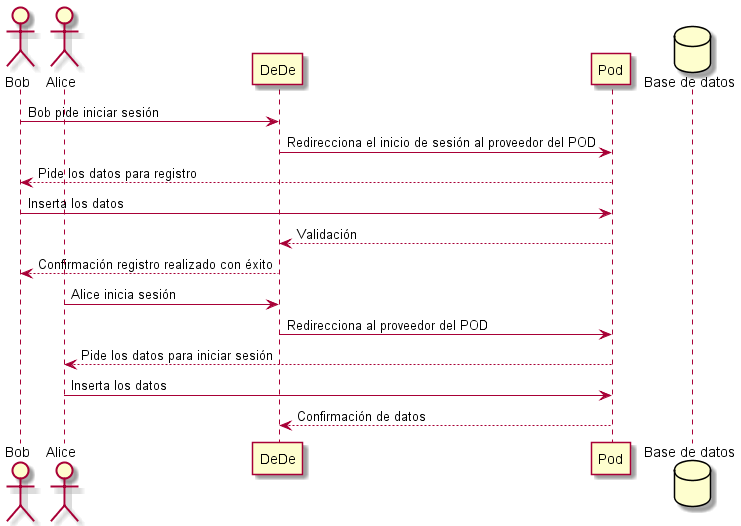 Bob
Alice
DeDe
Pod
Base de datos
Bob pide iniciar sesión
Redirecciona el inicio de sesión al proveedor del POD
Pide los datos para registro
Inserta los datos
Validación
Confirmación registro realizado con éxito
Alice inicia sesión
Redirecciona al proveedor del POD
Pide los datos para iniciar sesión
Inserta los datos
Confirmación de datos
Bob
Alice
DeDe
Pod
Base de datos